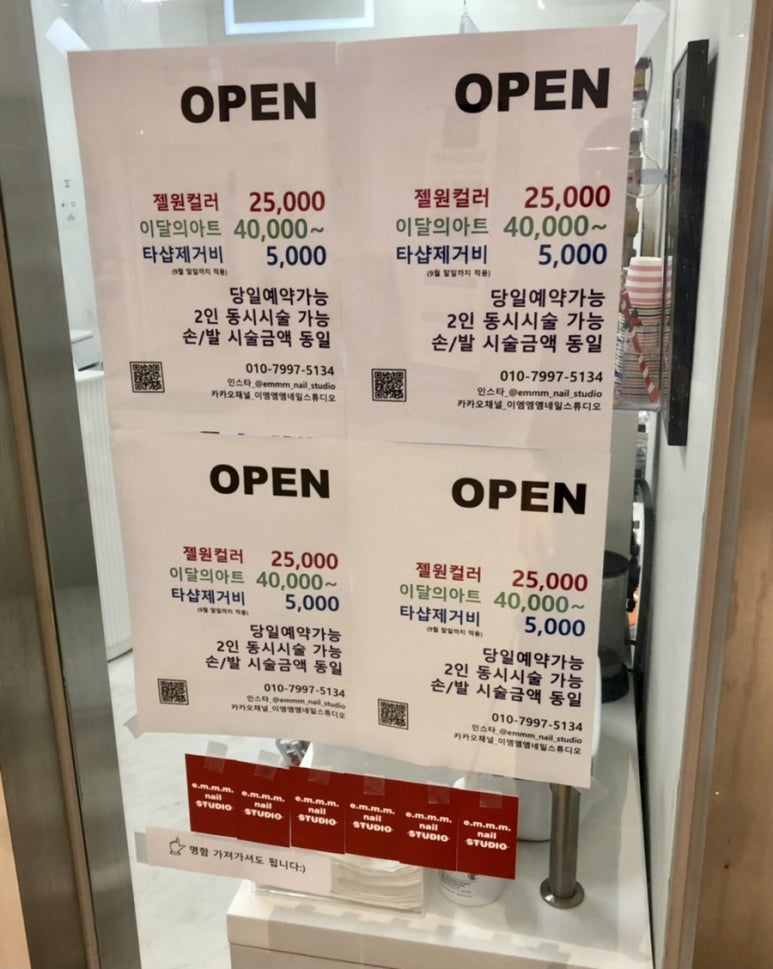 OPEN
젤원컬러 25,000
이달의아트 40,000~
타샵제거비 5,000
(9월 말일까지 적용)
당일예약가능
2인 동시시술 가능
손/발 시술금액 동일
010-7997-5134
인스타_@emmm_nail_studio
카카오채널_이엠엠엠네일스튜디오
OPEN
젤원컬러 25,000
이달의아트 40,000~
타샵제거비 5,000
(9월 말일까지 적용)
당일예약가능
2인 동시시술 가능
손/발 시술금액 동일
010-7997-5134
인스타_@emmm_nail_studio
카카오채널_이엠엠엠네일스튜디오
OPEN
젤원컬러 25,000
이달의아트 40,000~
타샵제거비 5,000
(9월 말일까지 적용)
당일예약가능
2인 동시시술 가능
손/발 시술금액 동일
010-7997-5134
인스타_@emmm_nail_studio
카카오채널_이엠엠엠네일스튜디오
OPEN
젤원컬러 25,000
이달의아트 40,000~
타샵제거비 5,000
(9월 말일까지 적용)
당일예약가능
2인 동시시술 가능
손/발 시술금액 동일
010-7997-5134
인스타_@emmm_nail_studio
카카오채널_이엠엠엠네일스튜디오
e.m.m.m.
nail
STUDIO
e.m.m.m.
nail
STUDIO
e.m.m.m.
nail
STUDIO
e.m.m.m.
nail
STUDIO
e.m.m.m.
nail
STUDIO
e.m.m.m.
nail
STUDIO
명함 가져가셔도 됩니다:)